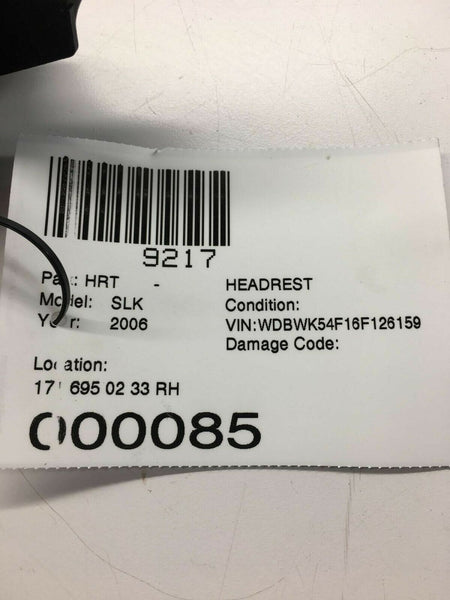 9217
HRT - HEADREST
SLK Condition:
2006 VIN:WDBWK54F16F126159
Damage Code:
695 02 33 RH
000085